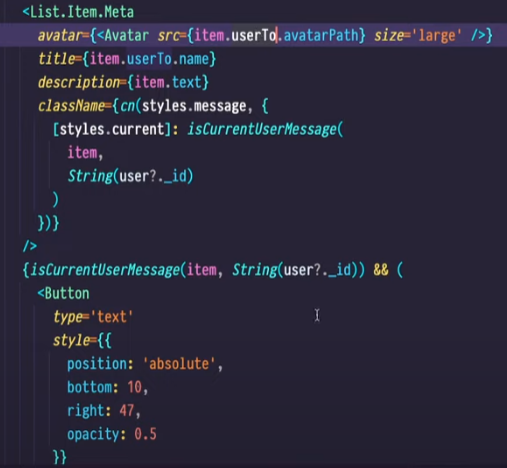 <List.Item.Meta
avatar={<Avatar src={item.userTo.avatarPath} size='large' />}
title={item.userTo.name}
description={item.text}
className={cn(styles.message, {
[styles.current]: isCurrentUserMessage(
item,
String(user?._id)
)
})}
/>
{isCurrentUserMessage(item, String(user?._id)) && (
<Button
type='text'
style={{
position: 'absolute',
bottom: 10,
right: 47,
opacity: 0.5
}}